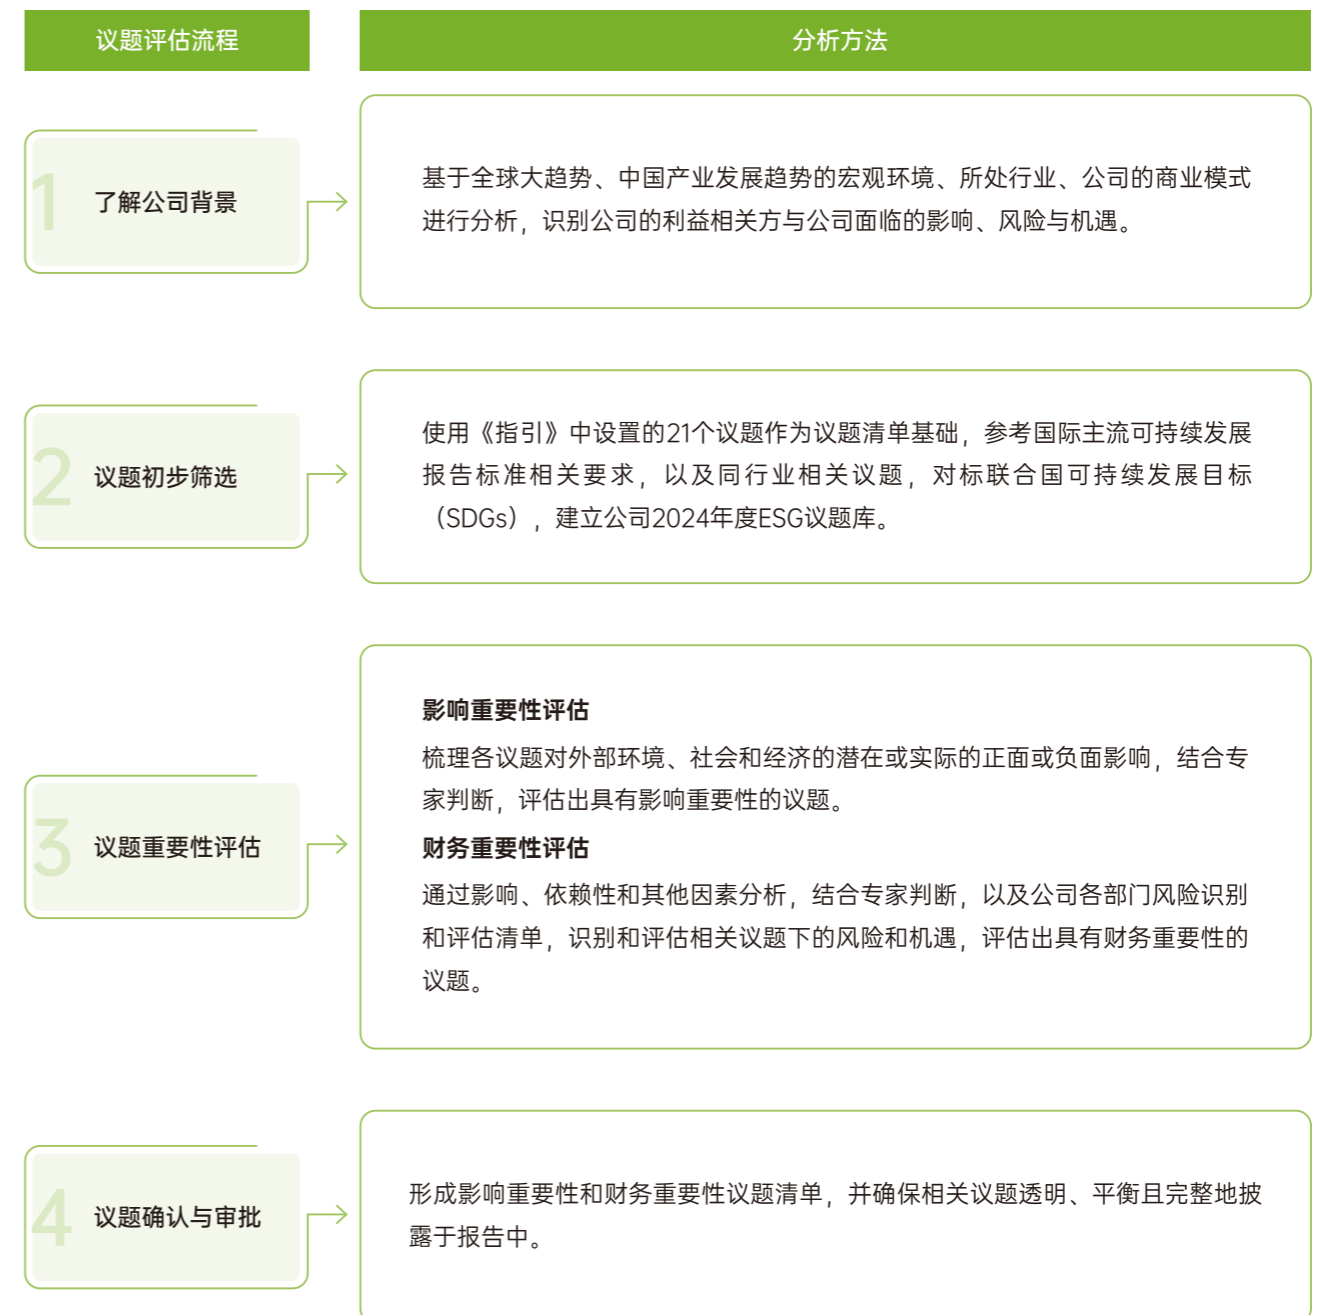 议题评估流程
分析方法
1
了解公司背景
基于全球大趋势、中国产业发展趋势的宏观环境、所处行业、公司的商业模式
进行分析，识别公司的利益相关方与公司面临的影响、风险与机遇。
2
议题初步筛选
使用《指引》中设置的21个议题作为议题清单基础，参考国际主流可持续发展
报告标准相关要求，以及同行业相关议题，对标联合国可持续发展目标
（SDGs），建立公司2024年度ESG议题库。
3
议题重要性评估
影响重要性评估
梳理各议题对外部环境、社会和经济的潜在或实际的正面或负面影响，结合专
家判断，评估出具有影响重要性的议题。
财务重要性评估
通过影响、依赖性和其他因素分析，结合专家判断，以及公司各部门风险识别
和评估清单，识别和评估相关议题下的风险和机遇，评估出具有财务重要性的
议题。
4
议题确认与审批
形成影响重要性和财务重要性议题清单，并确保相关议题透明、平衡且完整地披
露于报告中。